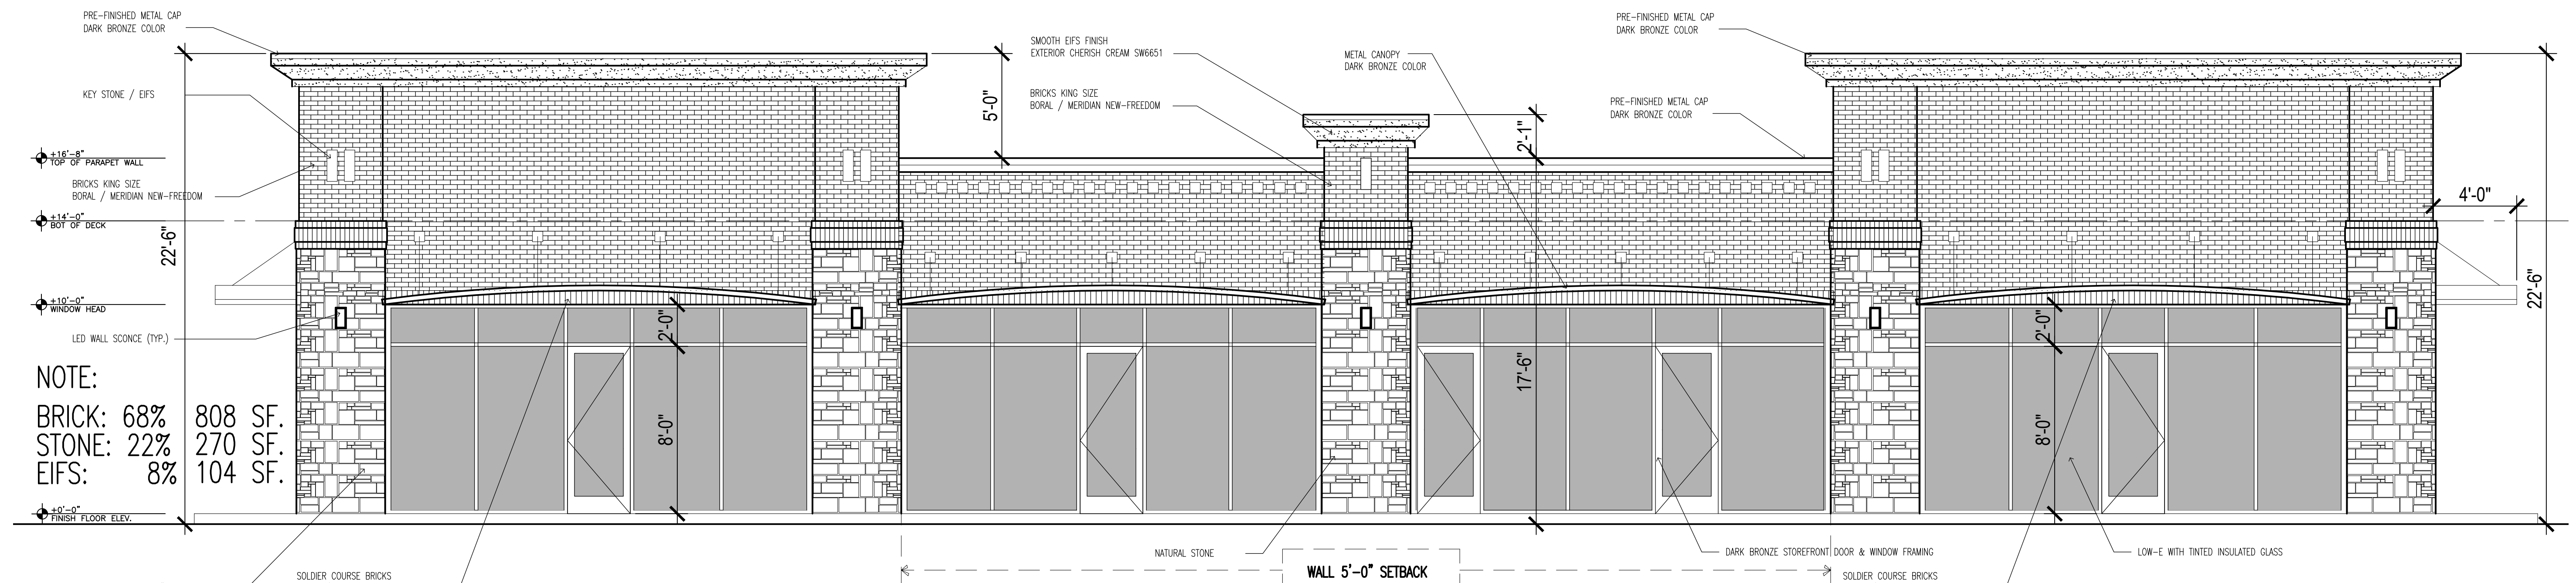 PRE-FINISHED METAL CAP
DARK BRONZE COLOR
KEY STONE / EIFS
+16'-8"
TOP OF PARAPET WALL
BRICKS KING SIZE
BORAL / MERIDIAN NEW-FREEDOM
+14'-0"
BOT OF DECK
22'-6"
+10'-0"
WINDOW HEAD
LED WALL SCONCE (TYP.)
NOTE:
BRICK: 68% 808 SF.
STONE: 22% 270 SF.
EIFS: 8% 104 SF.
+0'-0"
FINISH FLOOR ELEV.
SOLDIER COURSE BRICKS
2'-0"
8'-0"
5'-0"
SMOOTH EIFS FINISH
EXTERIOR CHERISH CREAM SW6651
BRICKS KING SIZE
BORAL / MERIDIAN NEW-FREEDOM
METAL CANOPY
DARK BRONZE COLOR
2'-1"
17'-6"
NATURAL STONE
WALL 5'-0" SETBACK
PRE-FINISHED METAL CAP
DARK BRONZE COLOR
PRE-FINISHED METAL CAP
DARK BRONZE COLOR
DARK BRONZE STOREFRONT DOOR & WINDOW FRAMING
SOLDIER COURSE BRICKS
2'-0"
8'-0"
LOW-E WITH TINTED INSULATED GLASS
4'-0"
22'-6"